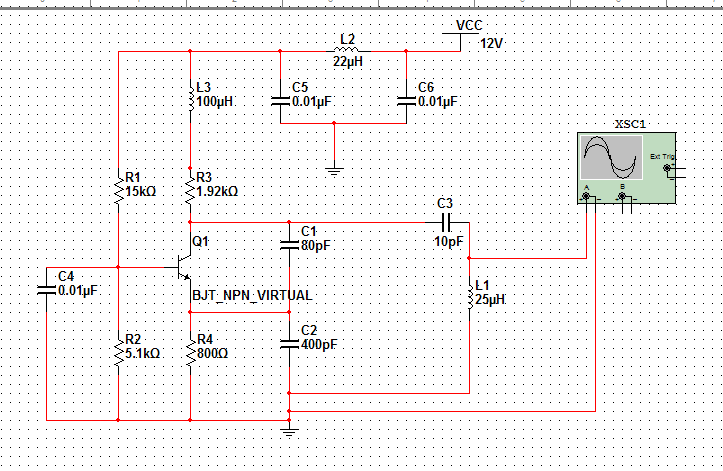 VCC
L2
12V
22µH
L3
100µH
C5
0.01µF
C6
0.01µF
XSC1
Ext Trig
A
B
R1
15kΩ
R3
1.92kΩ
C3
10pF
C1
80pF
Q1
C4
0.01µF
BJT_NPN_VIRTUAL
L1
25µH
R2
5.1kΩ
R4
800Ω
C2
400pF